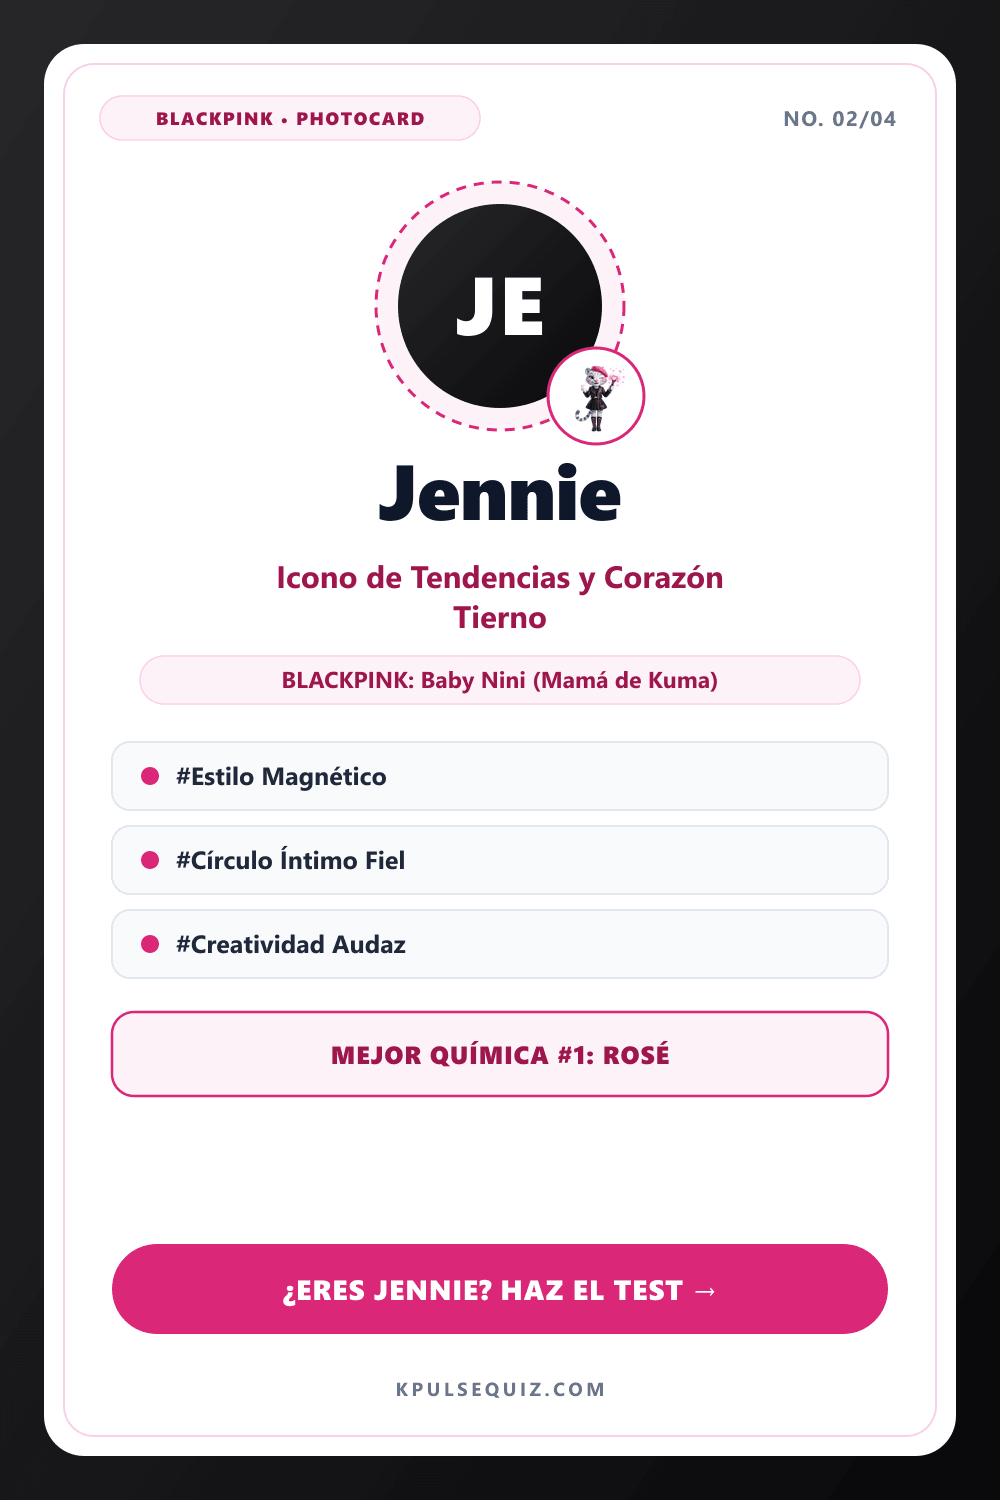 BLACKPINK • PHOTOCARD
NO. 02/04
JE
Jennie
Icono de Tendencias y Corazón
Tierno
BLACKPINK: Baby Nini (Mamá de Kuma)
#Estilo Magnético
#Círculo Íntimo Fiel
#Creatividad Audaz
MEJOR QUÍMICA #1: ROSÉ
¿ERES JENNIE? HAZ EL TEST →
KPULSEQUIZ.COM